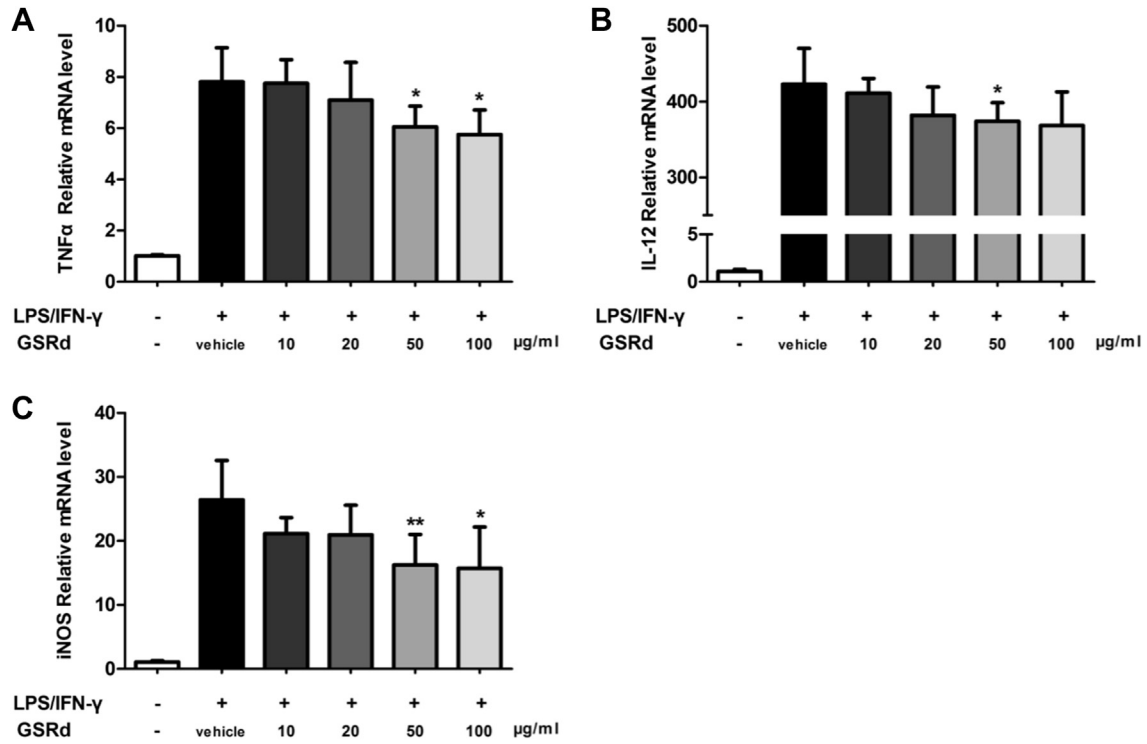 A
TNFα Relative mRNA level
10
8
6
4
2
0
* *
LPS/IFN-γ - + + + + +
GSRd - vehicle 10 20 50 100 µg/ml
B
IL-12 Relative mRNA level
500
400
300
5
0
*
LPS/IFN-γ - + + + + +
GSRd - vehicle 10 20 50 100 µg/ml
C
iNOS Relative mRNA level
40
30
20
10
0
** *
LPS/IFN-γ - + + + + +
GSRd - vehicle 10 20 50 100 µg/ml